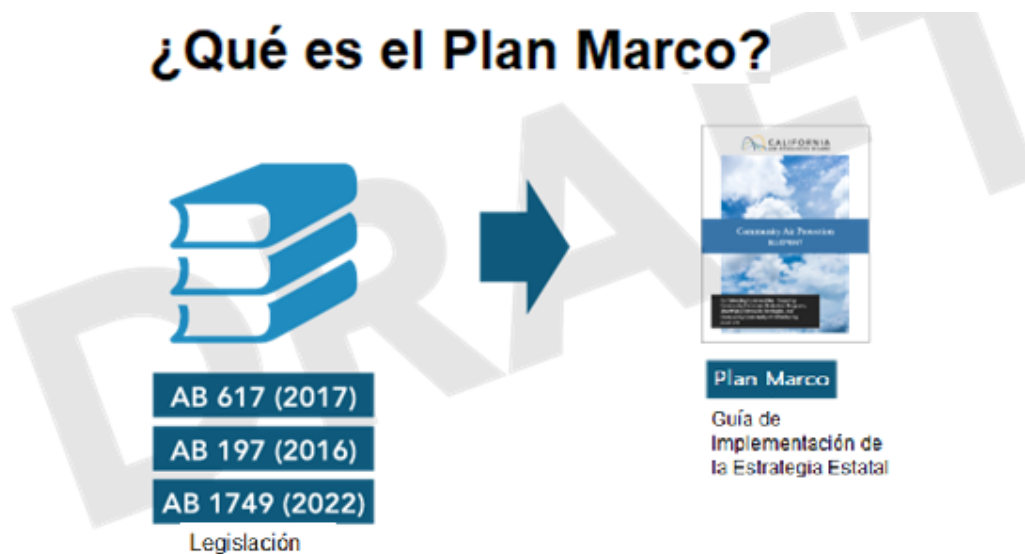 ¿Qué es el Plan Marco?
DRAFT
CALIFORNIA
Community Air Protection
BLUEPRINT
AB 617 (2017)
AB 197 (2016)
AB 1749 (2022)
Legislación
Plan Marco
Guía de
Implementación de
la Estrategia Estatal